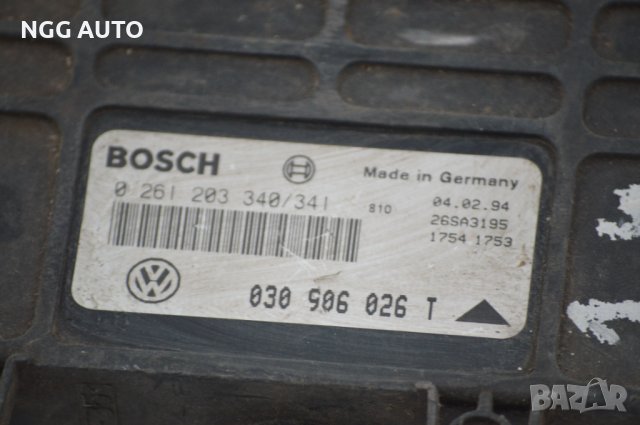 NGG AUTO
BOSCH
Made in Germany
0 261 203 340/341
810
04.02.94
26SA3195
1754 1753
VW
030 906 026 T
BAZAR